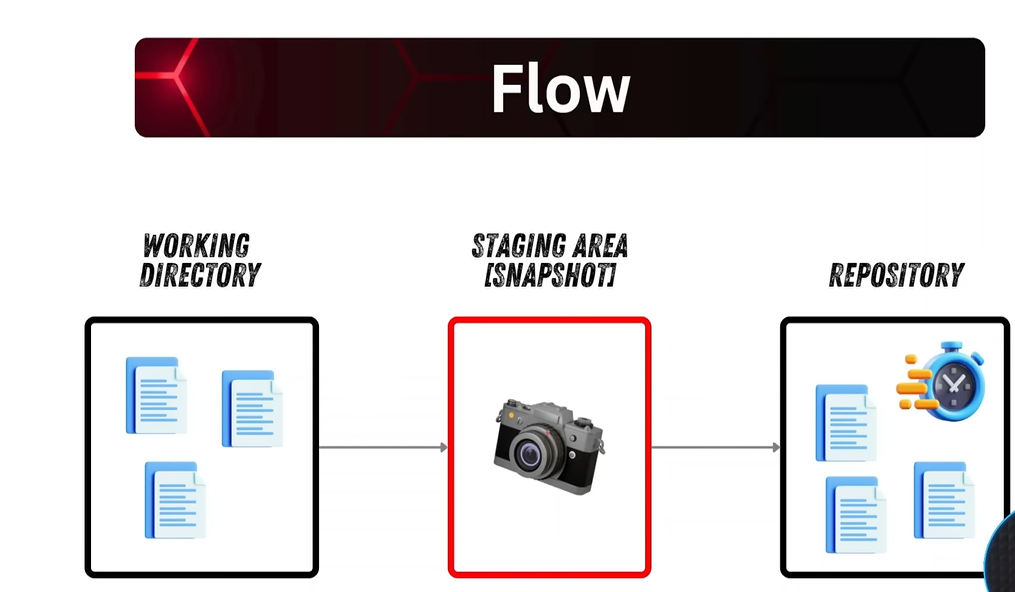 Flow
WORKING
DIRECTORY
STAGING AREA
[SNAPSHOT]
REPOSITORY